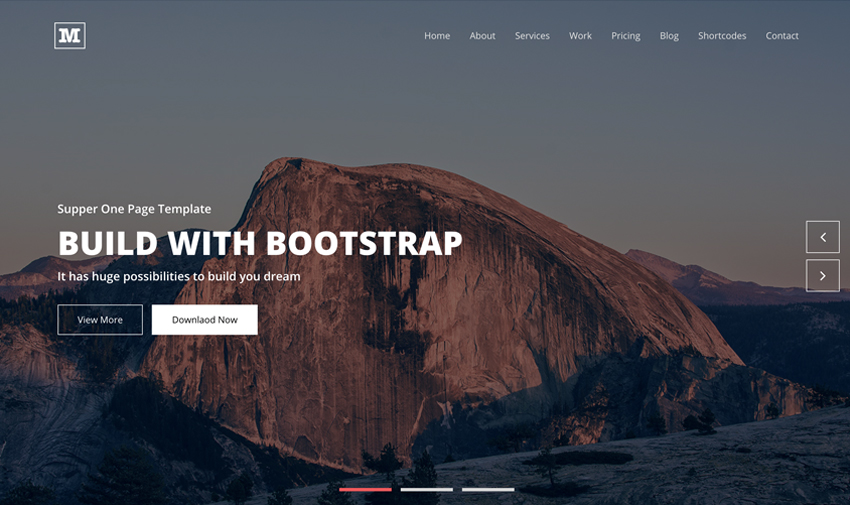 M
Home About Services Work Pricing Blog Shortcodes Contact
Supper One Page Template
BUILD WITH BOOTSTRAP
It has huge possibilities to build you dream
View More Downlaod Now